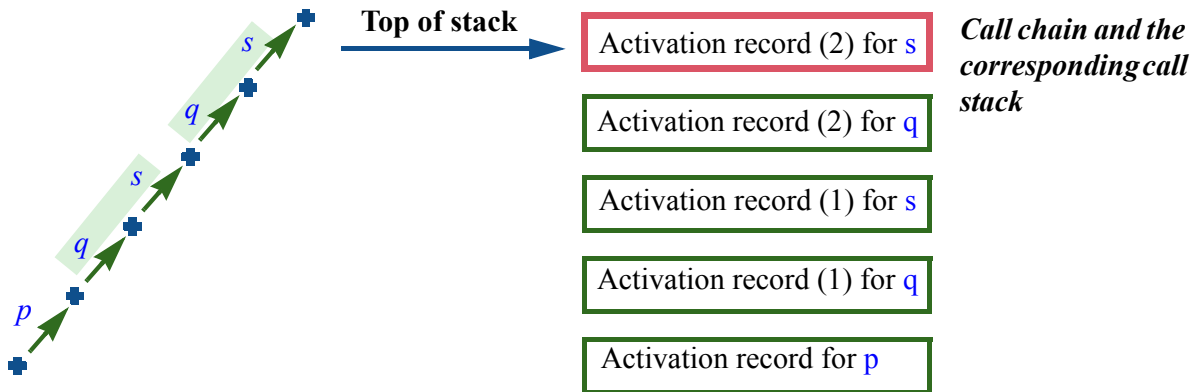 s
Top of stack
Activation record (2) for s
Call chain and the
corresponding call
stack
q
Activation record (2) for q
s
Activation record (1) for s
q
Activation record (1) for q
p
Activation record for p